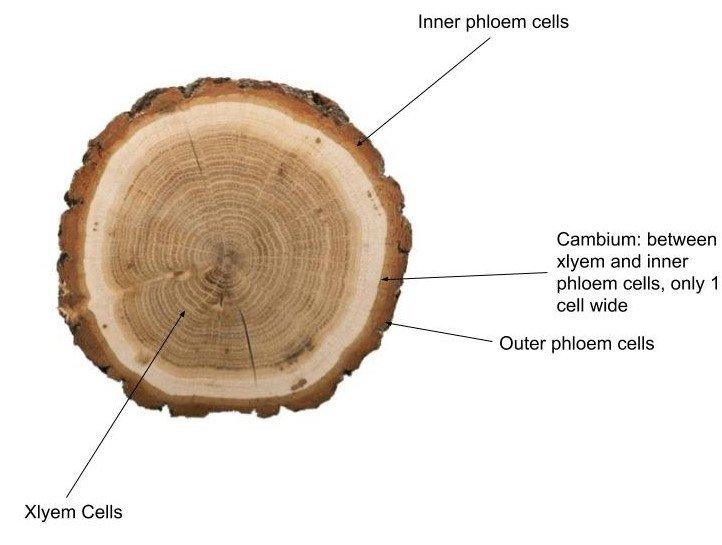 Inner phloem cells
Cambium: between
xlyem and inner
phloem cells, only 1
cell wide
Outer phloem cells
Xlyem Cells